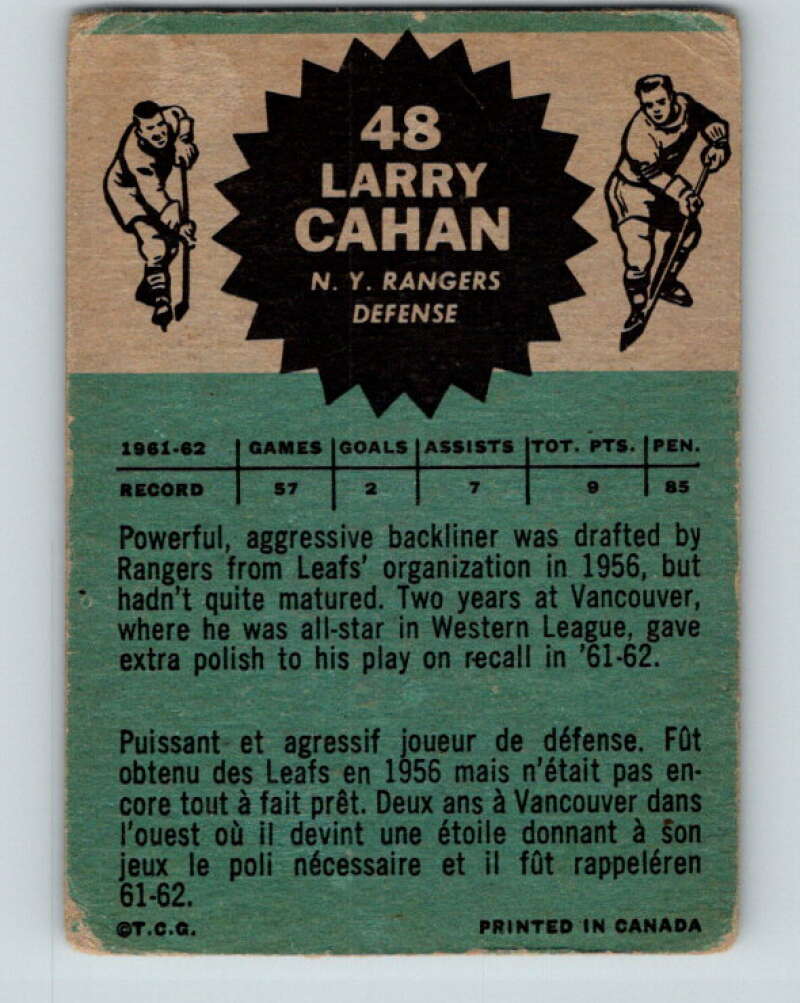 48
LARRY
CAHAN
N. Y. RANGERS
DEFENSE
1961-62 GAMES GOALS ASSISTS TOT. PTS. PEN.
RECORD 57 2 7 9 85
Powerful, aggressive backliner was drafted by
Rangers from Leafs' organization in 1956, but
hadn't quite matured. Two years at Vancouver,
where he was all-star in Western League, gave
extra polish to his play on recall in '61-62.
Puissant et agressif joueur de défense. Fût
obtenu des Leafs en 1956 mais n'était pas en-
core tout à fait prêt. Deux ans à Vancouver dans
l'ouest où il devint une étoile donnant à son
jeux le poli nécessaire et il fût rappeléren
61-62.
©T.C.G. PRINTED IN CANADA